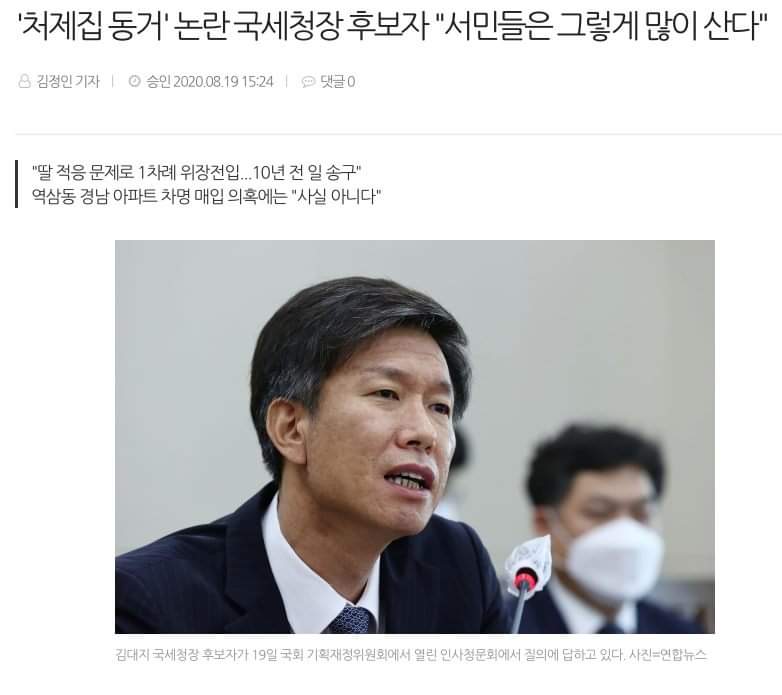 '처제집 동거' 논란 국세청장 후보자 "서민들은 그렇게 많이 산다"
김정인 기자
승인 2020.08.19 15:24
댓글 0
"딸 적응 문제로 1차례 위장전입...10년 전 일 송구"
역삼동 경남 아파트 차명 매입 의혹에는 "사실 아니다"
김대지 국세청장 후보자가 19일 국회 기획재정위원회에서 열린 인사청문회에서 질의에 답하고 있다. 사진=연합뉴스